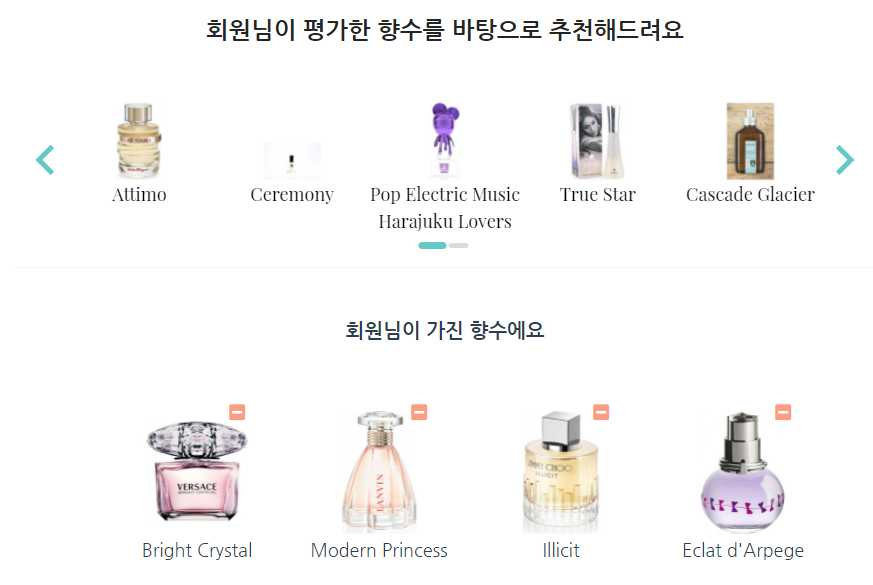 회원님이 평가한 향수를 바탕으로 추천해드려요
Attimo
Ceremony
Pop Electric Music
Harajuku Lovers
True Star
Cascade Glacier
회원님이 가진 향수에요
VERSACE
BRIGHT CRYSTAL
LANVIN
JIMMY CHOO
ILLICIT
Bright Crystal
Modern Princess
Illicit
Eclat d'Arpege